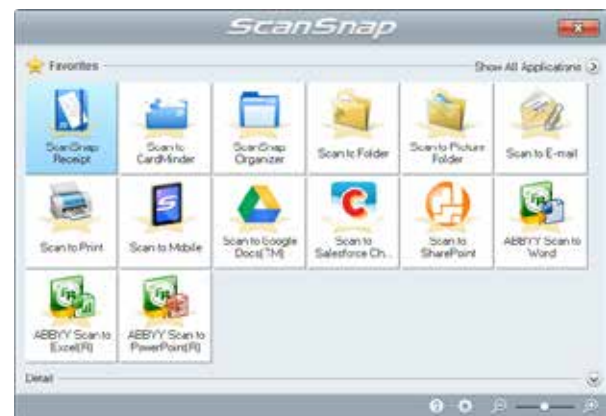 ScanSnap
Favorites
Show All Applications
ScanSnap
Receipt
Scan to
CardMinder
ScanSnap
Organizer
Scan to Folder
Scan to Picture
Folder
Scan to E-mail
Scan to Print
Scan to Mobile
Scan to Google
Docs(TM)
Scan to
Salesforce Ch...
Scan to
SharePoint
ABBYY Scan to
Word
ABBYY Scan to
Excel(R)
ABBYY Scan to
PowerPoint(R)
Detail